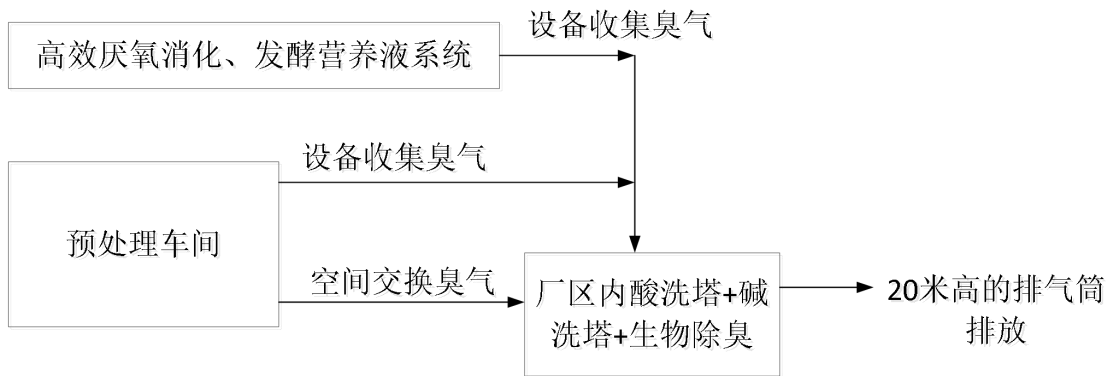 设备收集臭气
高效厌氧消化、发酵营养液系统
设备收集臭气
预处理车间
空间交换臭气
厂区内酸洗塔+碱
洗塔+生物除臭
20米高的排气筒
排放